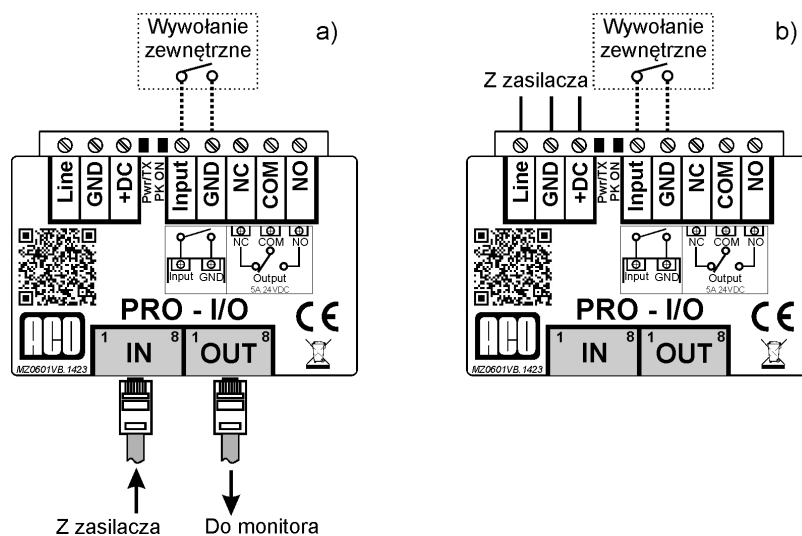 Wywołanie
zewnętrzne
a)
Line
GND
+DC
Pwr/TX
PK ON
Input
GND
NC
COM
NO
Input
GND
NC
COM
NO
Output
5A 24VDC
PRO - I/O
ACO
MZ0601VB.1423
1 IN 8
1 OUT 8
Z zasilacza
Do monitora
Wywołanie
zewnętrzne
b)
Z zasilacza
Line
GND
+DC
Pwr/TX
PK ON
Input
GND
NC
COM
NO
Input
GND
NC
COM
NO
Output
5A 24VDC
PRO - I/O
ACO
MZ0601VB.1423
1 IN 8
1 OUT 8